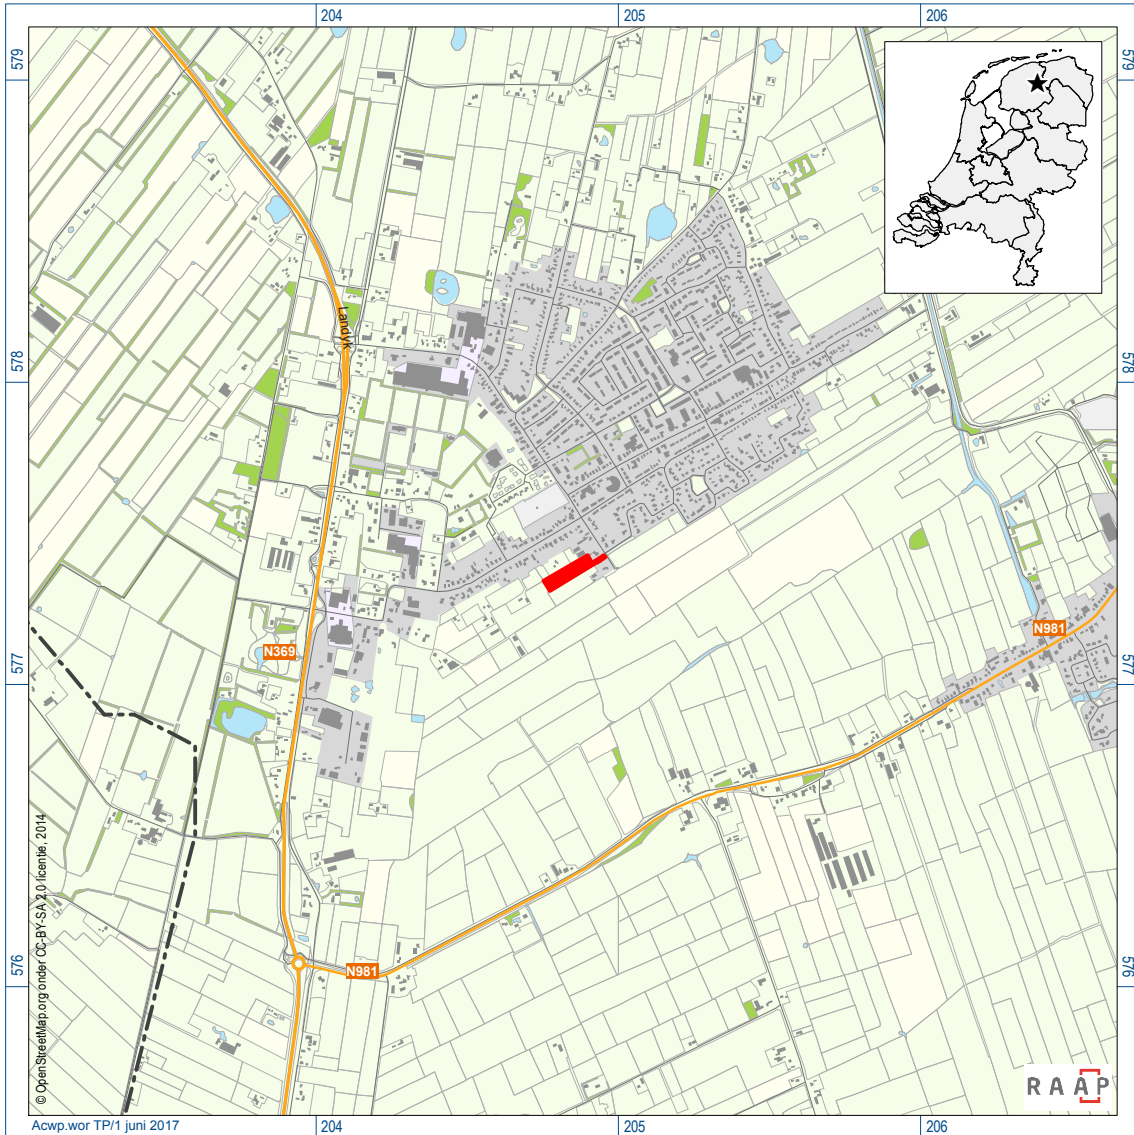 204
205
206
579
579
Landyk
578
578
N981
N369
577
577
© OpenStreetMap.org onder CC-BY-SA 2.0 licentie, 2014
N981
576
576
RAAP
Acwp.wor TP/1 juni 2017
204
205
206